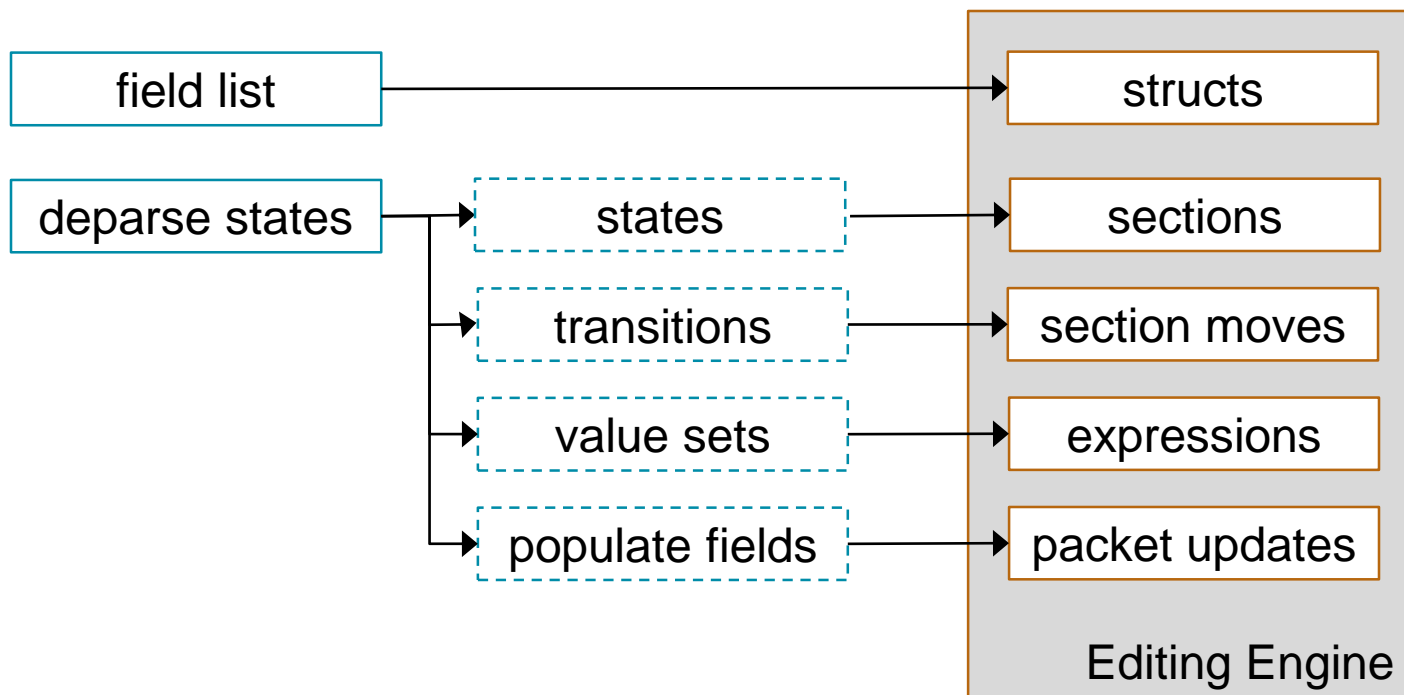 field list
structs
deparse states
states
sections
transitions
section moves
value sets
expressions
populate fields
packet updates
Editing Engine